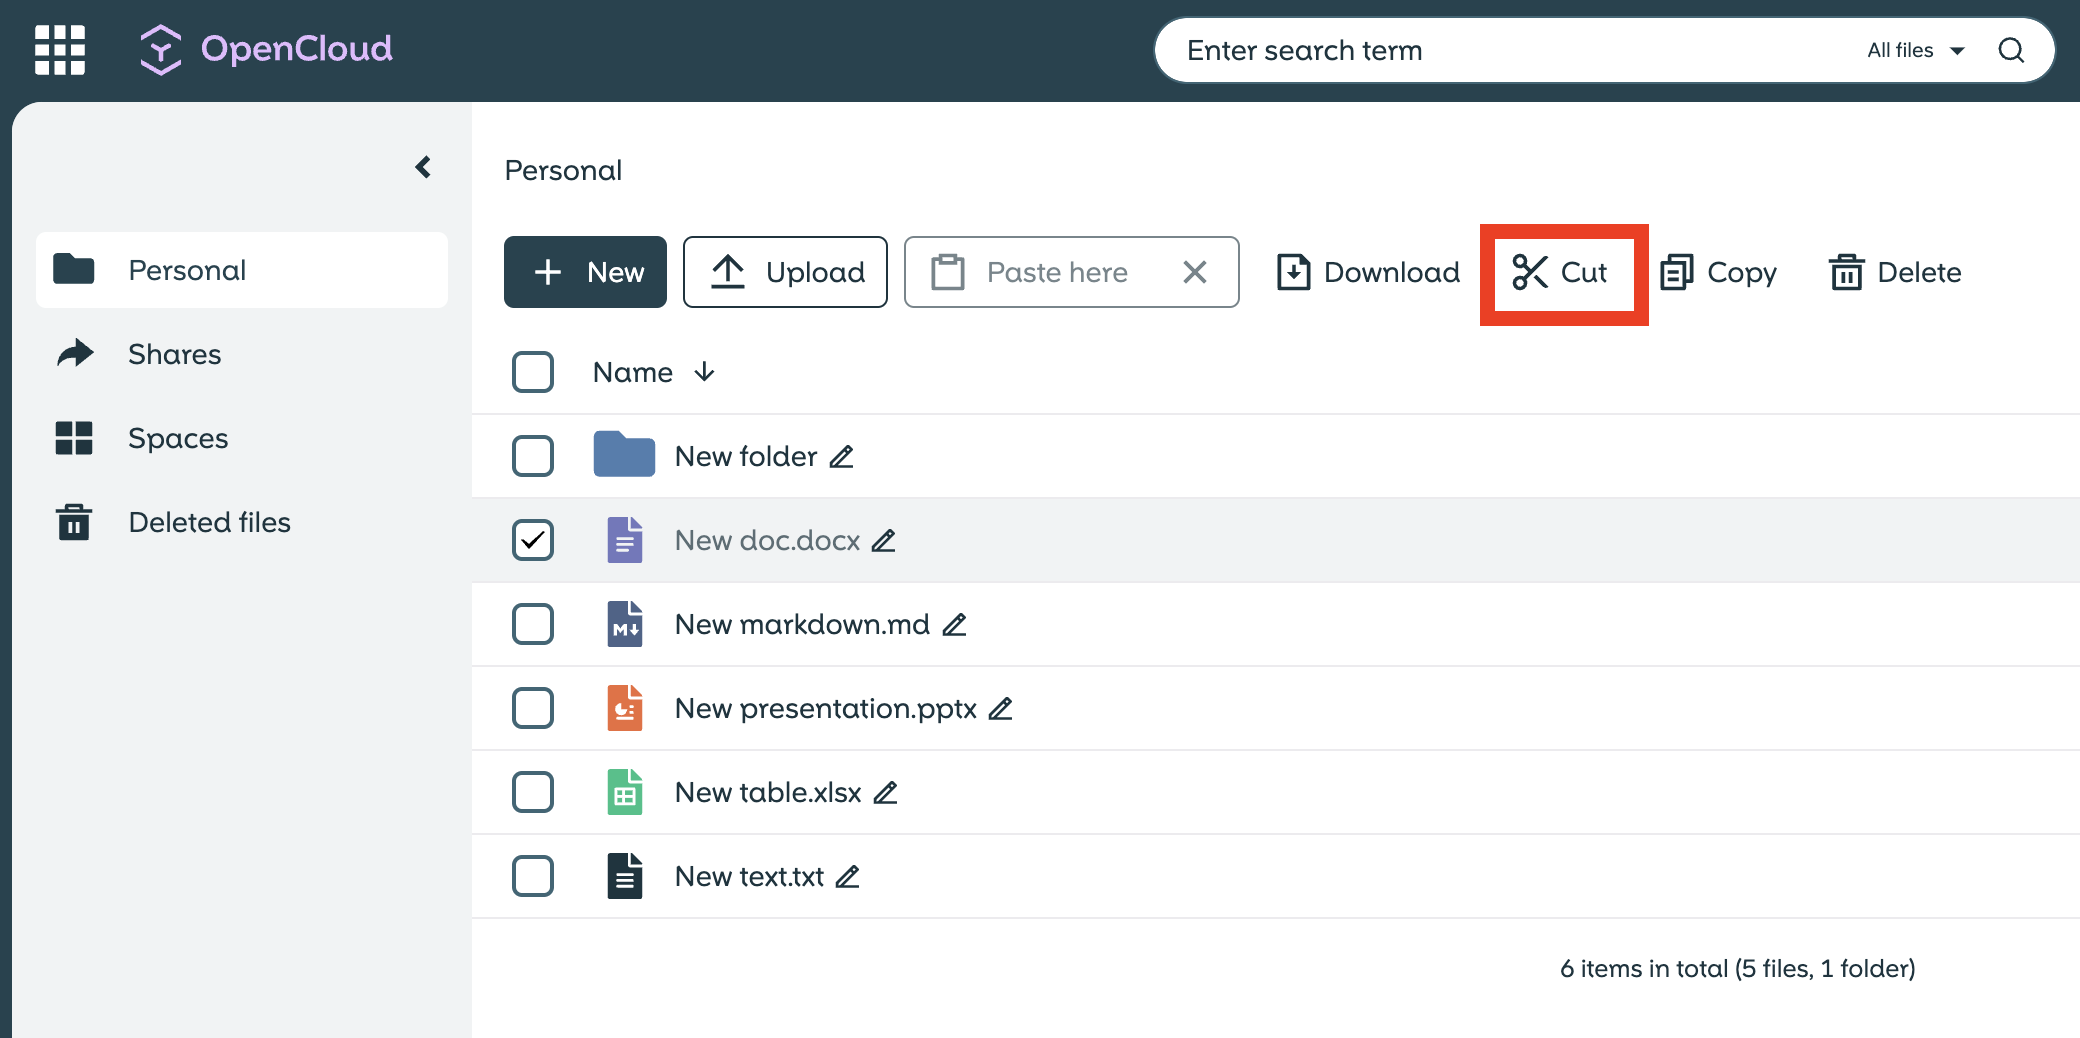 OpenCloud
Enter search term
All files
Personal
Shares
Spaces
Deleted files
Personal
New
Upload
Paste here
Download
Cut
Copy
Delete
Name
New folder
New doc.docx
M
New markdown.md
New presentation.pptx
New table.xlsx
New text.txt
6 items in total (5 files, 1 folder)